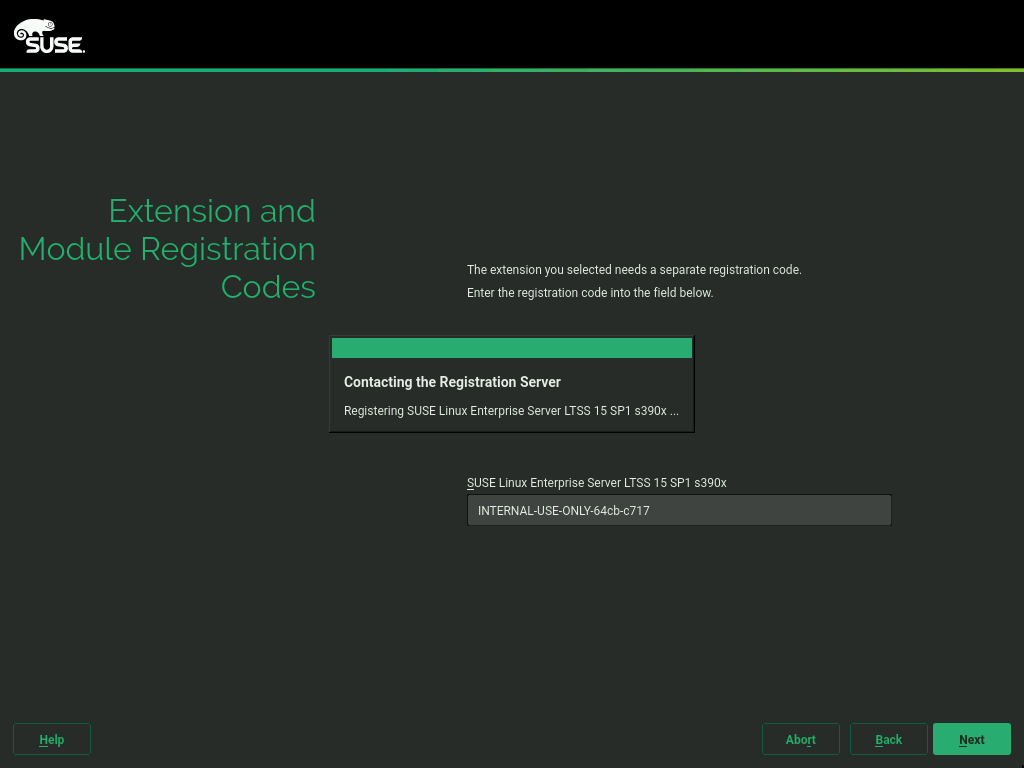 SUSE.
Extension and
Module Registration
Codes
The extension you selected needs a separate registration code.
Enter the registration code into the field below.
Contacting the Registration Server
Registering SUSE Linux Enterprise Server LTSS 15 SP1 s390x ...
SUSE Linux Enterprise Server LTSS 15 SP1 s390x
INTERNAL-USE-ONLY-64cb-c717
Help
Abort
Back
Next